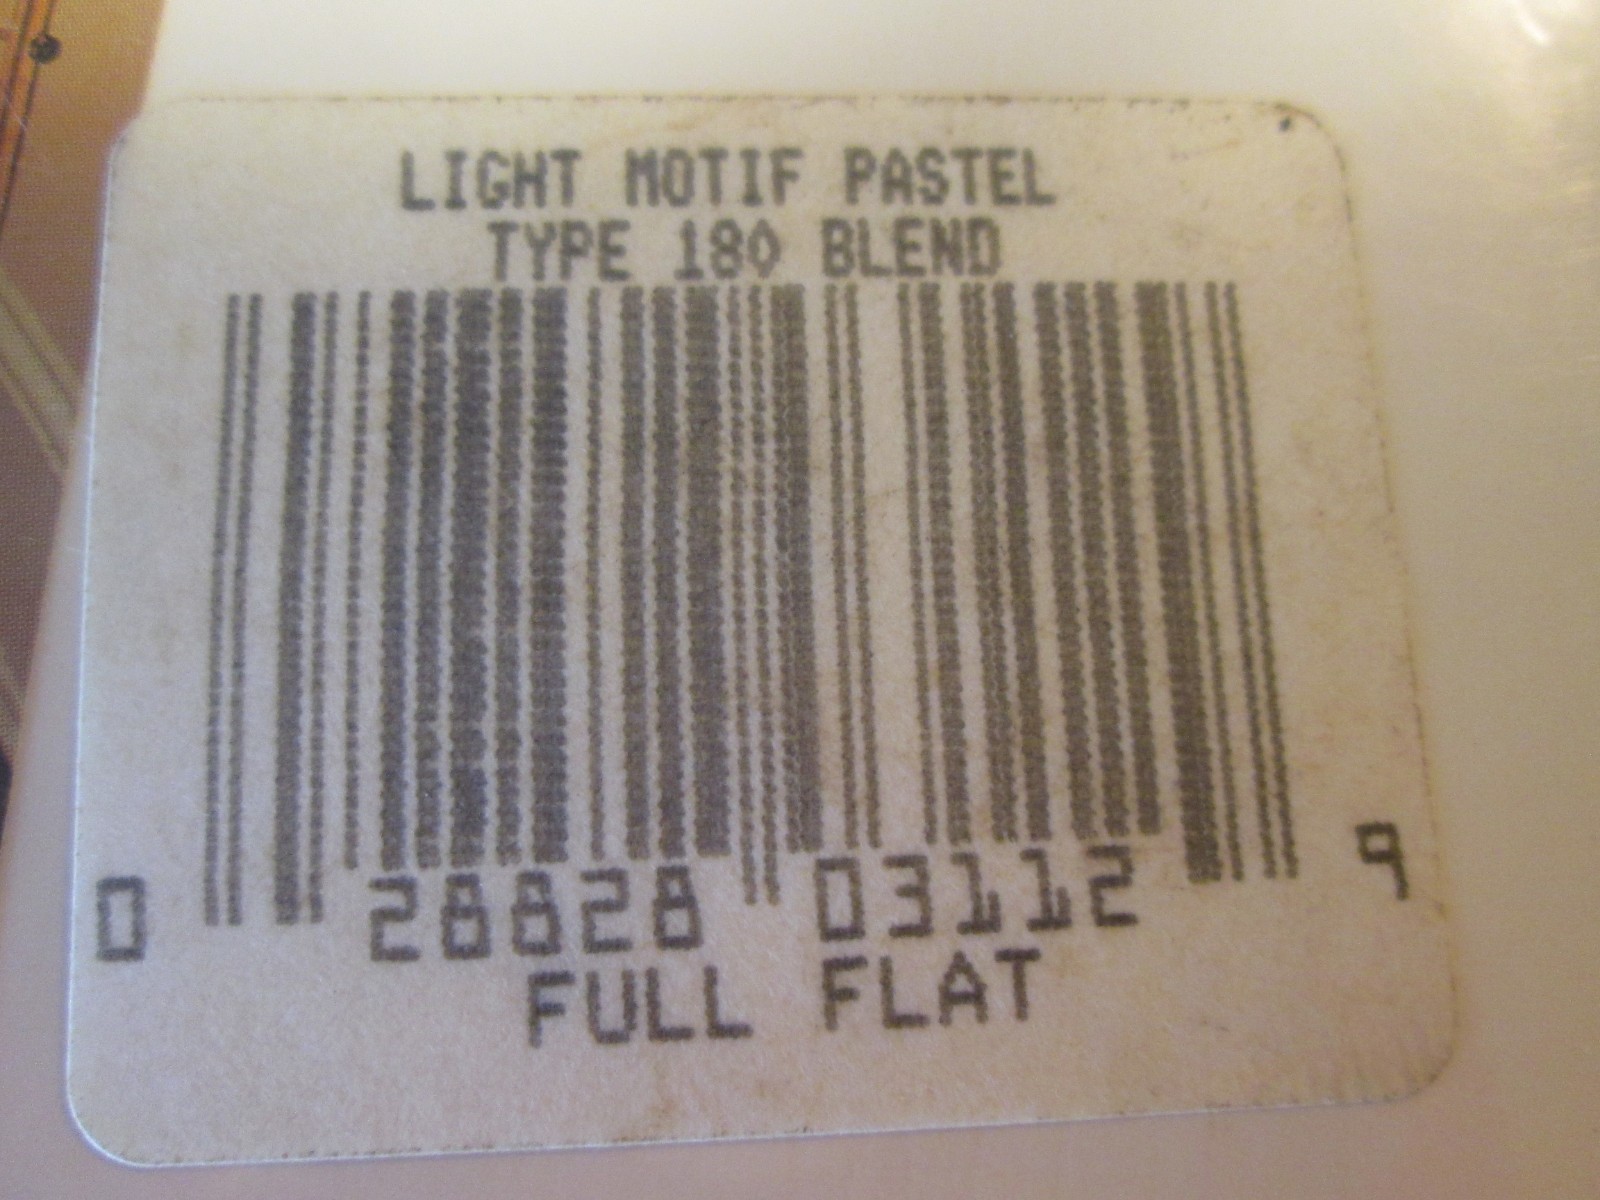 LIGHT MOTIF PASTEL
TYPE 180 BLEND
0 28828 03112 9
FULL FLAT